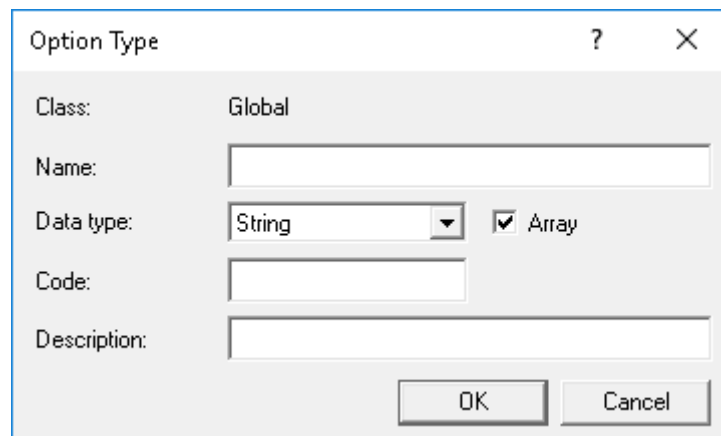 Option Type ?
Class: Global
Name:
Data type: String Array
Code:
Description:
OK Cancel